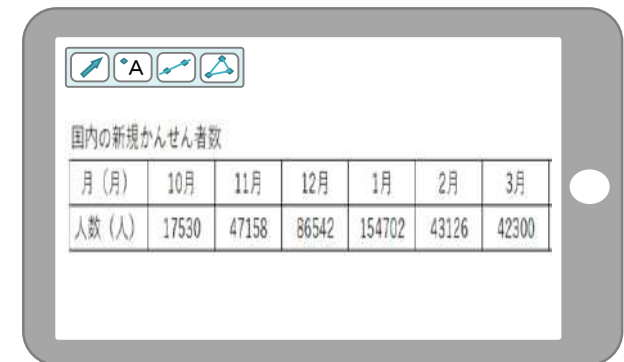 A
国内の新規かんせん者数
月（月） 10月 11月 12月 1月 2月 3月
人数（人） 17530 47158 86542 154702 43126 42300